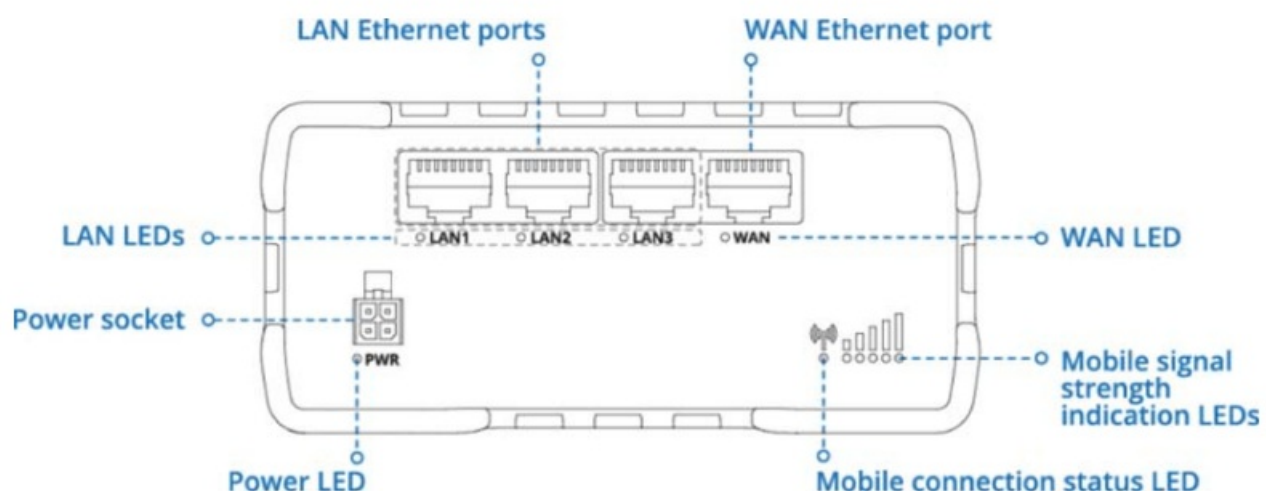 LAN Ethernet ports
WAN Ethernet port
LAN LEDs
LAN1
LAN2
LAN3
WAN
WAN LED
Power socket
PWR
Mobile signal
strength
indication LEDs
Power LED
Mobile connection status LED